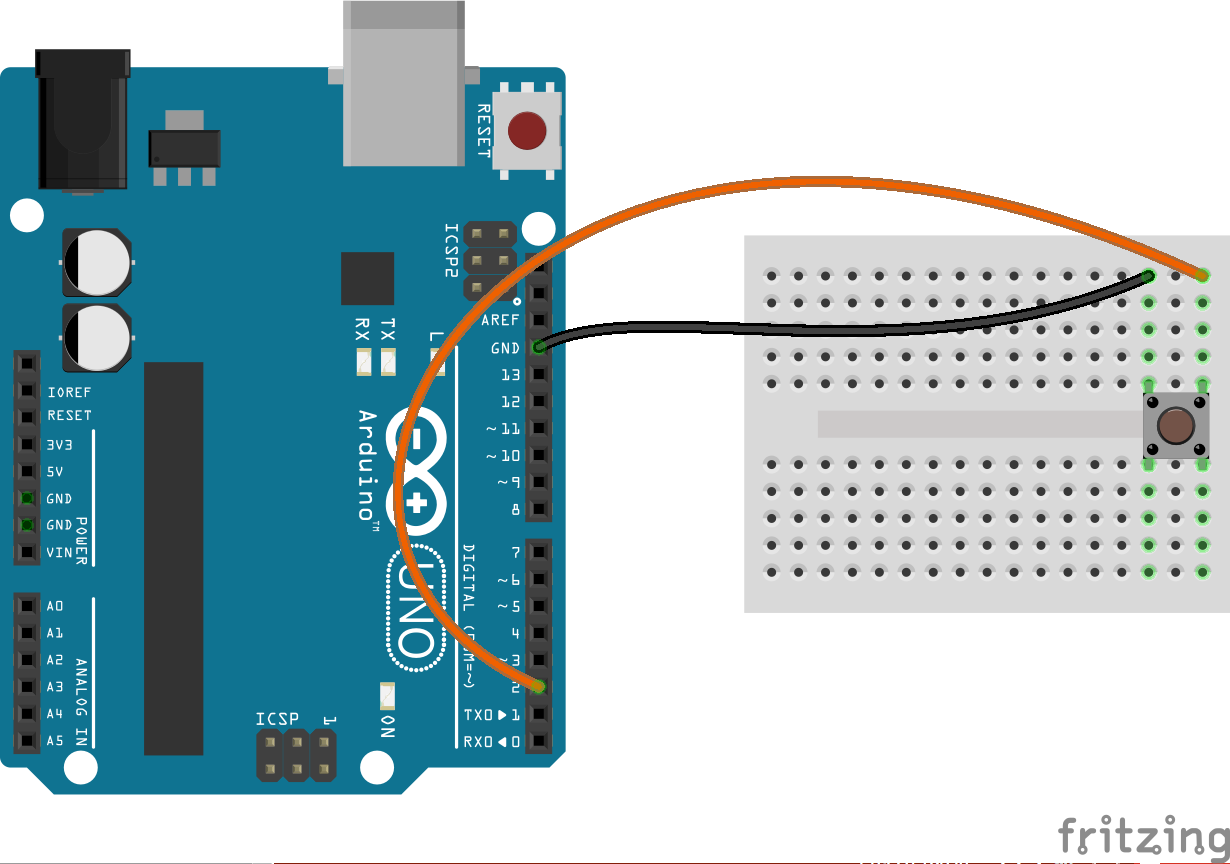 RESET
ICSP2
AREF
GND
RX
TX
L
13
12
~11
~10
~9
8
Arduino™
IOREF
RESET
3V3
5V
GND
GND
VIN
POWER
7
~6
~5
4
~3
2
TX0▶1
RX0◀0
DIGITAL (PWM=~)
UNO
A0
A1
A2
A3
A4
A5
ANALOG IN
ON
ICSP 1
fritzing